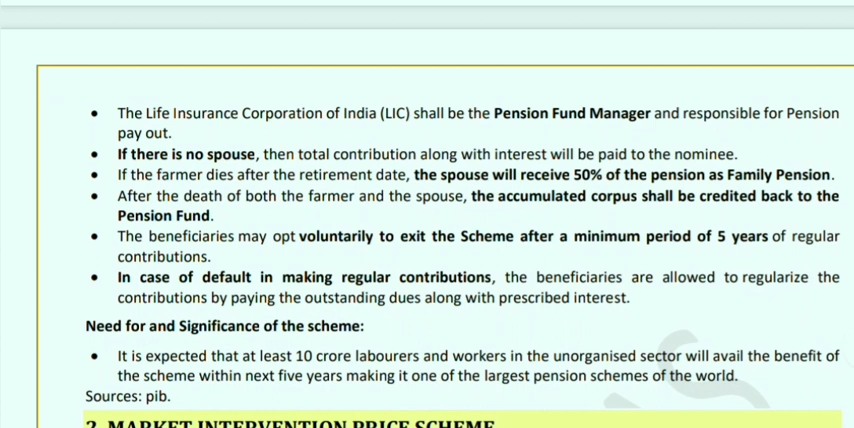 • The Life Insurance Corporation of India (LIC) shall be the Pension Fund Manager and responsible for Pension
pay out.
• If there is no spouse, then total contribution along with interest will be paid to the nominee.
• If the farmer dies after the retirement date, the spouse will receive 50% of the pension as Family Pension.
• After the death of both the farmer and the spouse, the accumulated corpus shall be credited back to the
Pension Fund.
• The beneficiaries may opt voluntarily to exit the Scheme after a minimum period of 5 years of regular
contributions.
• In case of default in making regular contributions, the beneficiaries are allowed to regularize the
contributions by paying the outstanding dues along with prescribed interest.
Need for and Significance of the scheme:
• It is expected that at least 10 crore labourers and workers in the unorganised sector will avail the benefit of
the scheme within next five years making it one of the largest pension schemes of the world.
Sources: pib.
2. MARKET INTERVENTION PRICE SCHEME